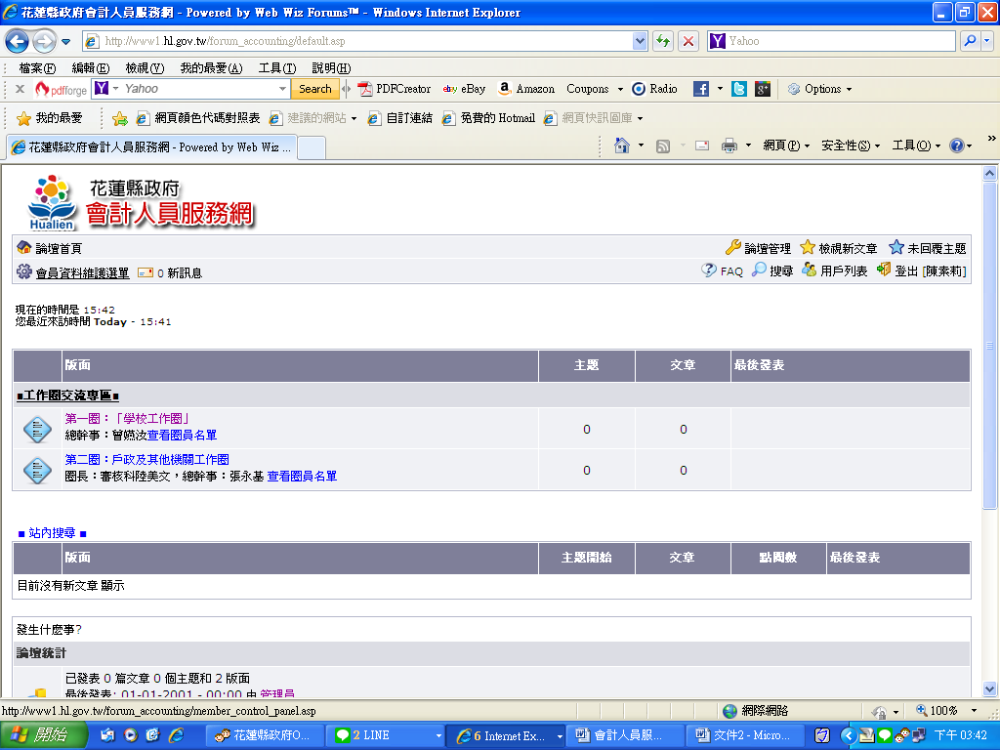 花蓮縣政府會計人員服務網 - Powered by Web Wiz Forums™ - Windows Internet Explorer
http://www1.hl.gov.tw/forum_accounting/default.asp
Yahoo
檔案(F) 編輯(E) 檢視(V) 我的最愛(A) 工具(T) 說明(H)
x pdfforge Y Yahoo Search PDFCreator ebay eBay a Amazon Coupons Radio f Options
我的最愛 網頁顏色代碼對照表 建議的網站 自訂連結 免費的 Hotmail 網頁快訊圖庫
花蓮縣政府會計人員服務網 - Powered by Web Wiz ... 網頁(P) 安全性(S) 工具(O) »
Hualien
花蓮縣政府
會計人員服務網
論壇首頁 論壇管理 檢視新文章 未回覆主題
會員資料維護選單 0 新訊息 FAQ 搜尋 用戶列表 登出 [陳素莉]
現在的時間是 15:42
您最近來訪時間 Today - 15:41
版面 主題 文章 最後發表
■工作圈交流專區■
第一圈：「學校工作圈」
總幹事：曾嬿汝查看圈員名單 0 0
第二圈：戶政及其他機關工作圈
圈長：審核科陸美文，總幹事：張永基 查看圈員名單 0 0
■ 站內搜尋 ■
版面 主題開始 文章 點閱數 最後發表
目前沒有新文章 顯示
發生什麼事?
論壇統計
已發表 0 篇文章 0 個主題和 2 版面
最後發表: 01-01-2001 - 00:00 由 管理員
http://www1.hl.gov.tw/forum_accounting/member_control_panel.asp 網際網路 100%
開始 花蓮縣政府O... 2 LINE 6 Internet Ex... 會計人員服... 文件2 - Micro... 下午 03:42